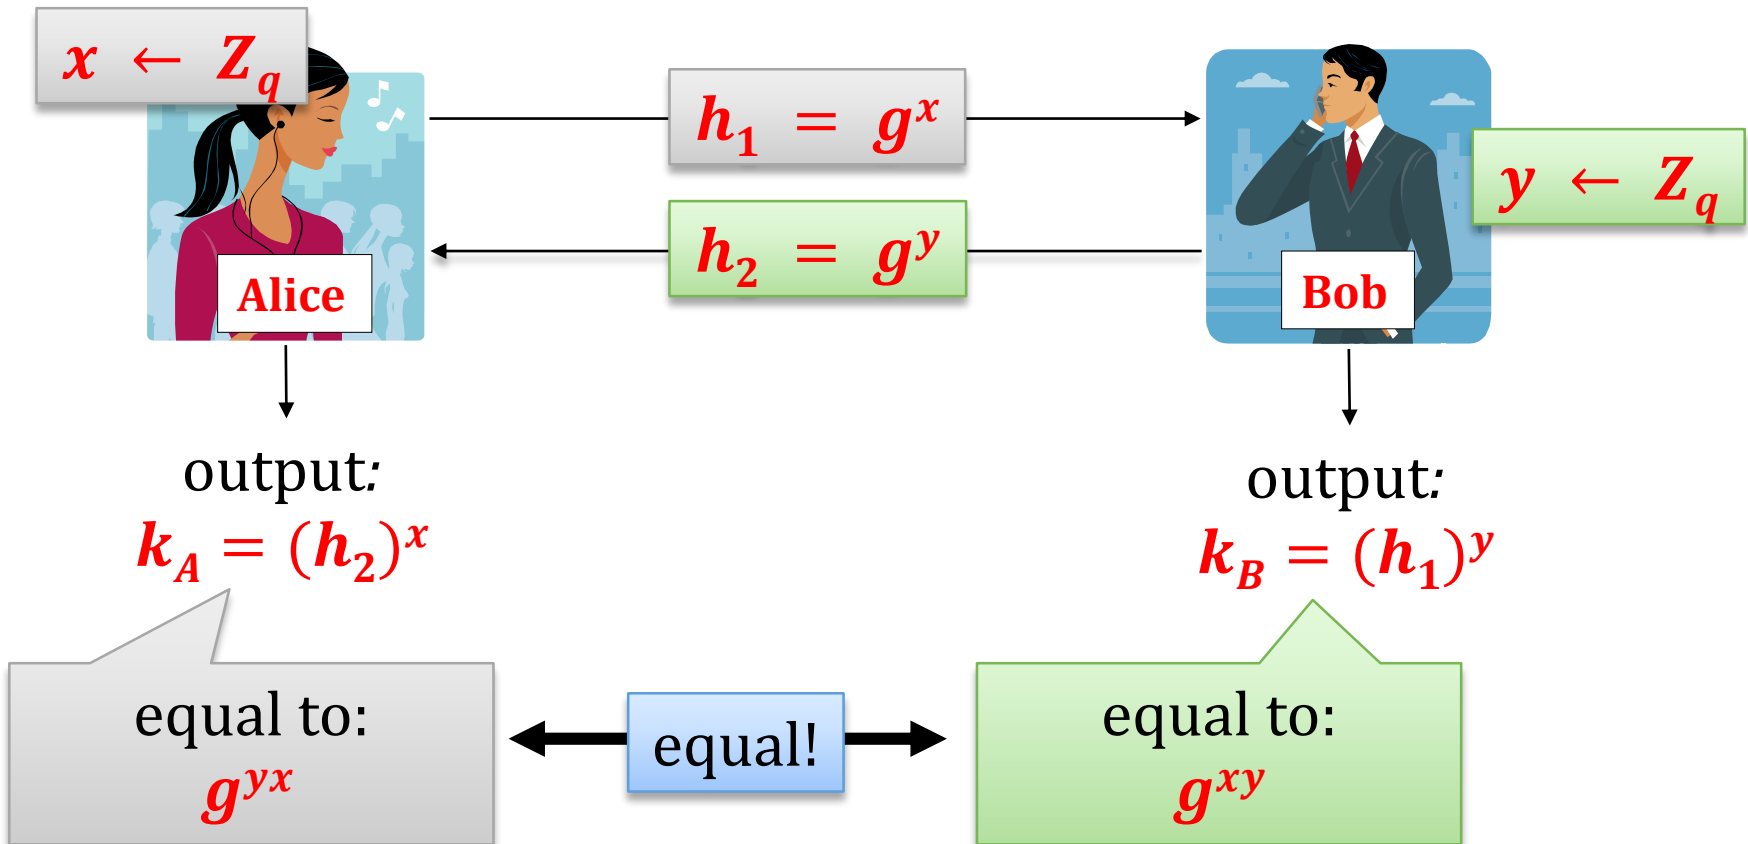 x ← Z_q
h_1 = g^x
h_2 = g^y
y ← Z_q
Alice
Bob
output:
k_A = (h_2)^x
output:
k_B = (h_1)^y
equal to:
g^{yx}
equal!
equal to:
g^{xy}